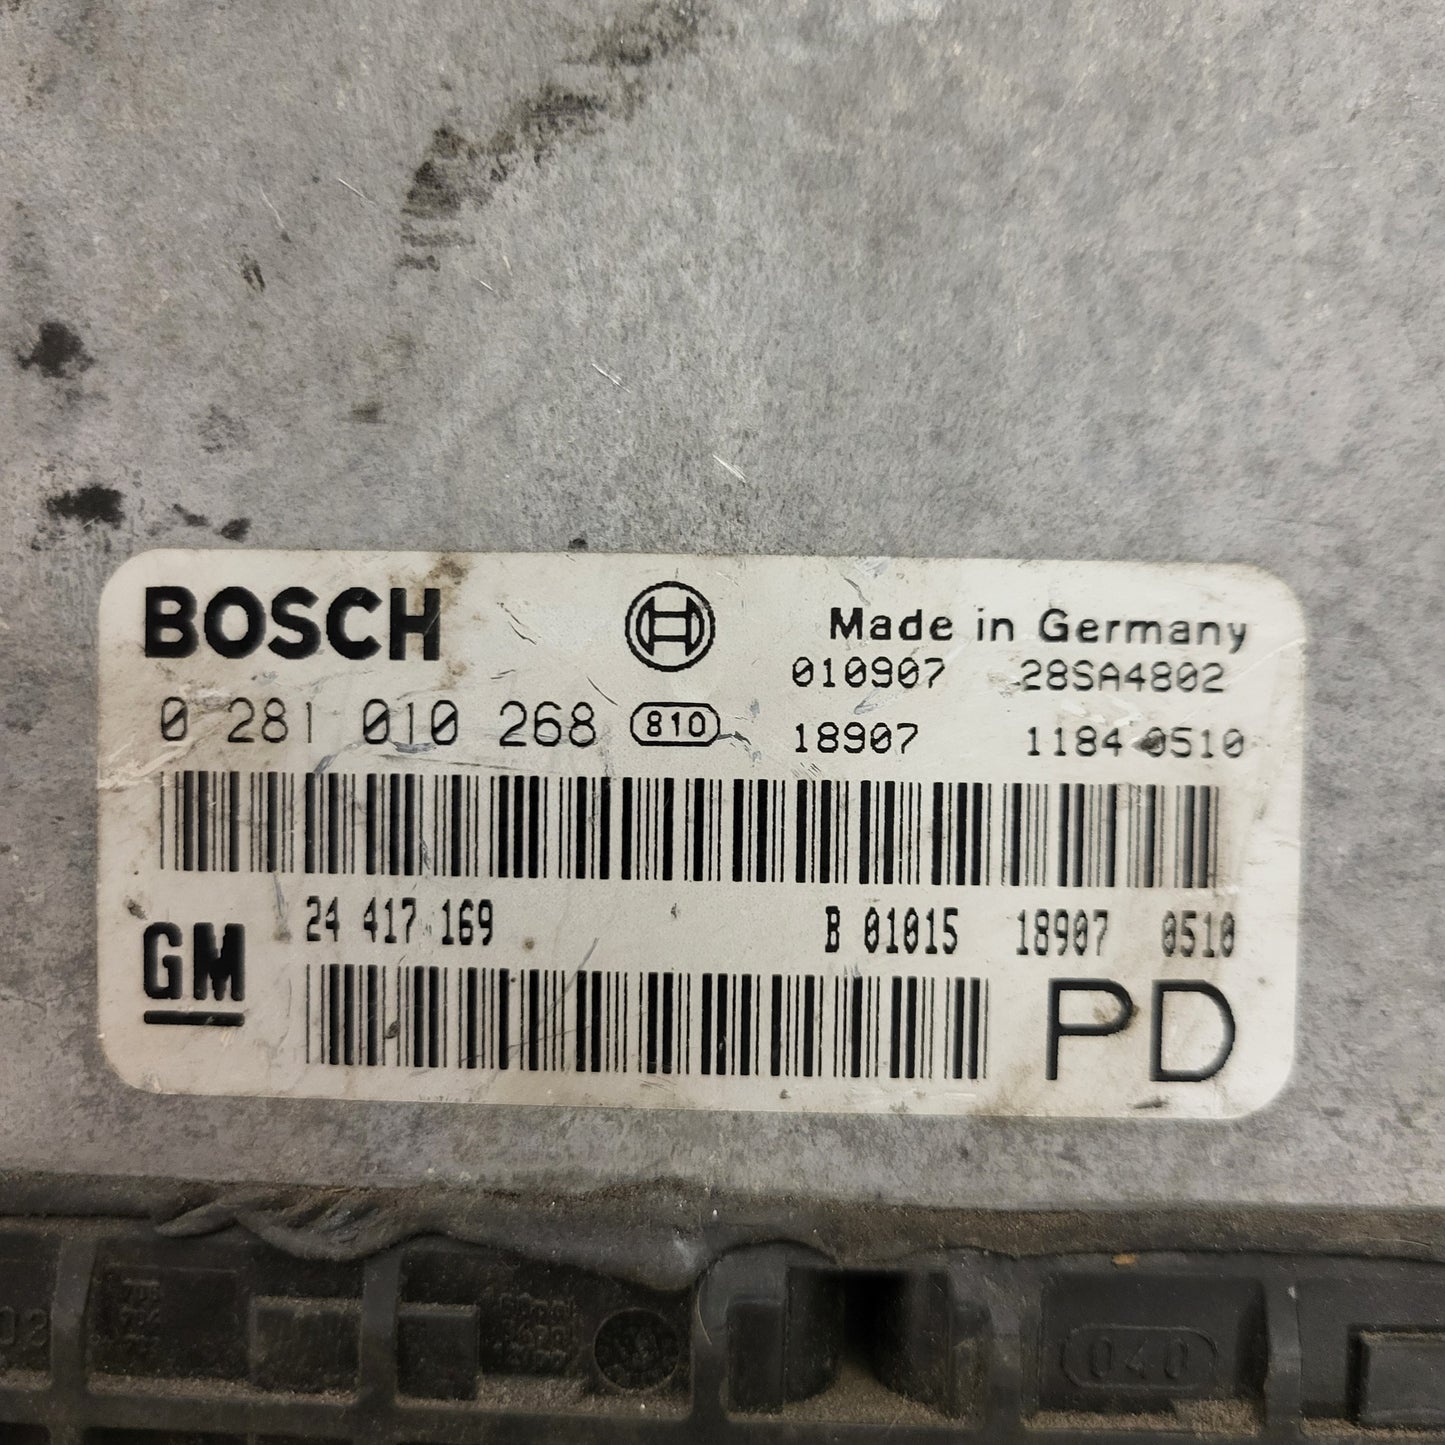 BOSCH
Made in Germany
010907 28SA4802
0 281 010 268 810
18907 1184 0510
24 417 169 B 01015 18907 0510
GM
PD
040